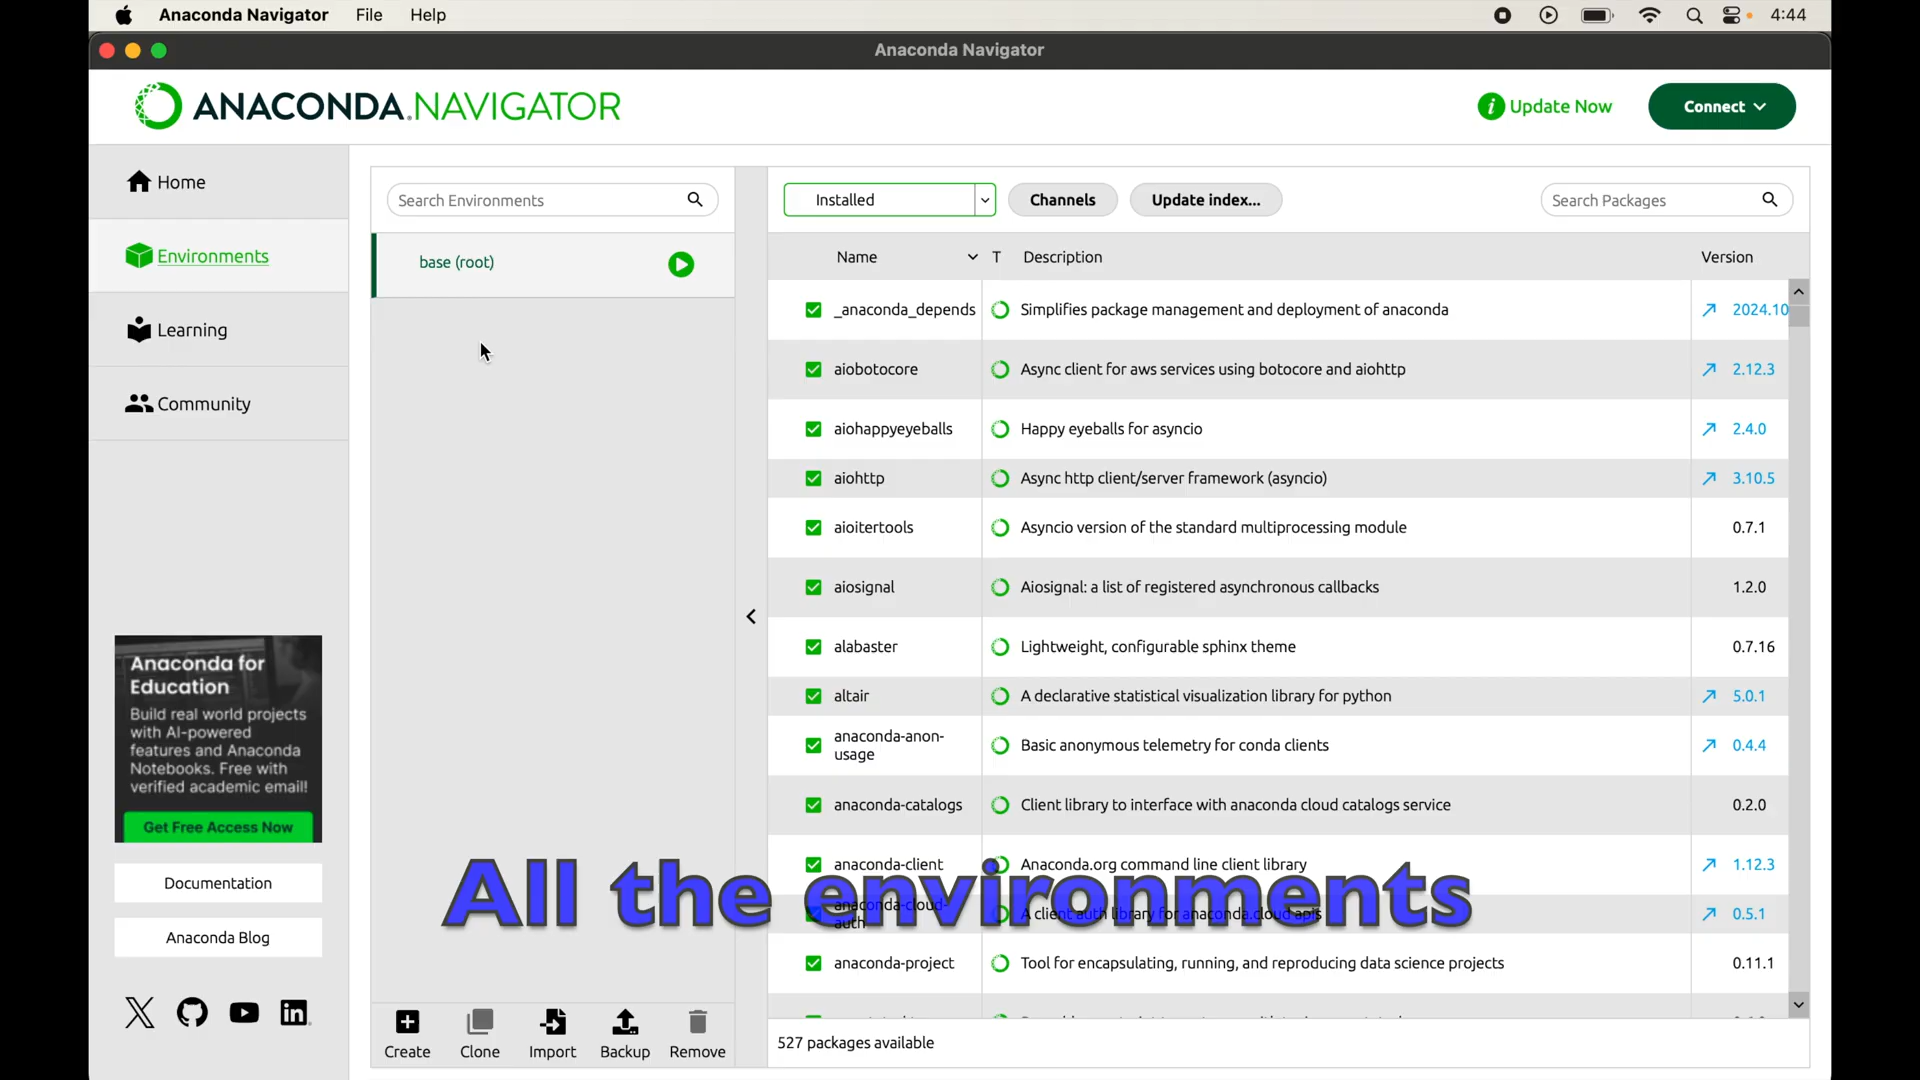 Anaconda Navigator File Help 4:44
Anaconda Navigator
ANACONDA.NAVIGATOR
i Update Now
Connect
Home
Environments
Learning
Community
Anaconda for
Education
Build real world projects
with AI-powered
features and Anaconda
Notebooks. Free with
verified academic email!
Get Free Access Now
Documentation
Anaconda Blog
Search Environments
base (root)
Create
Clone
Import
Backup
Remove
Installed
Channels
Update index...
Search Packages
Name T Description Version
_anaconda_depends Simplifies package management and deployment of anaconda 2024.10
aiobotocore Async client for aws services using botocore and aiohttp 2.12.3
aiohappyeyeballs Happy eyeballs for asyncio 2.4.0
aiohttp Async http client/server framework (asyncio) 3.10.5
aioitertools Asyncio version of the standard multiprocessing module 0.7.1
aiosignal Aiosignal: a list of registered asynchronous callbacks 1.2.0
alabaster Lightweight, configurable sphinx theme 0.7.16
altair A declarative statistical visualization library for python 5.0.1
anaconda-anon-
usage
Basic anonymous telemetry for conda clients 0.4.4
anaconda-catalogs Client library to interface with anaconda cloud catalogs service 0.2.0
anaconda-client Anaconda.org command line client library 1.12.3
anaconda-cloud-
auth
A client auth library for anaconda.cloud apis 0.5.1
anaconda-project Tool for encapsulating, running, and reproducing data science projects 0.11.1
527 packages available
All the environments